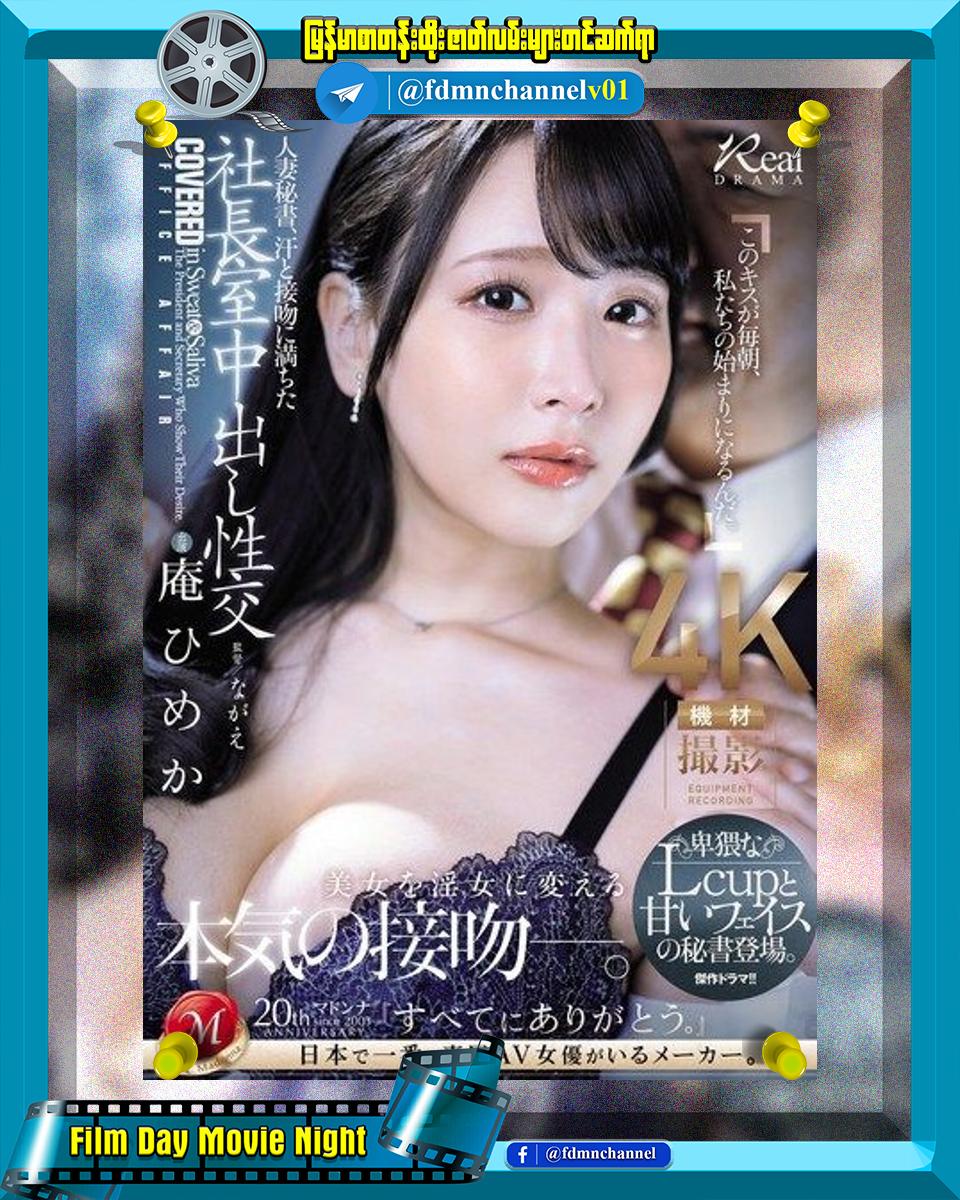 မြန်မာစာတန်းထိုးဇာတ်လမ်းများတင်ဆက်ရာ
@fdmnchannelv01
Real
DRAMA
「このキスが毎朝、
私たちの始まりになるんだ」
人妻秘書、汗と接吻に満ちた
社長室中出し性交
COVERED in Sweat & Saliva
The President and Secretary Who Show Their Desire.
OFFICE AFFAIR
庵ひめか
監督 ながえ
4K
機材
撮影
EQUIPMENT
RECORDING
卑猥な
Lcupと
甘いフェイス
の秘書登場。
傑作ドラマ!!
美女を淫女に変える
本気の接吻――。
M
Madonna
20th マドンナ
ANNIVERSARY since 2003
『すべてにありがとう。』
日本で一番 AV女優がいるメーカー。
Film Day Movie Night
@fdmnchannel